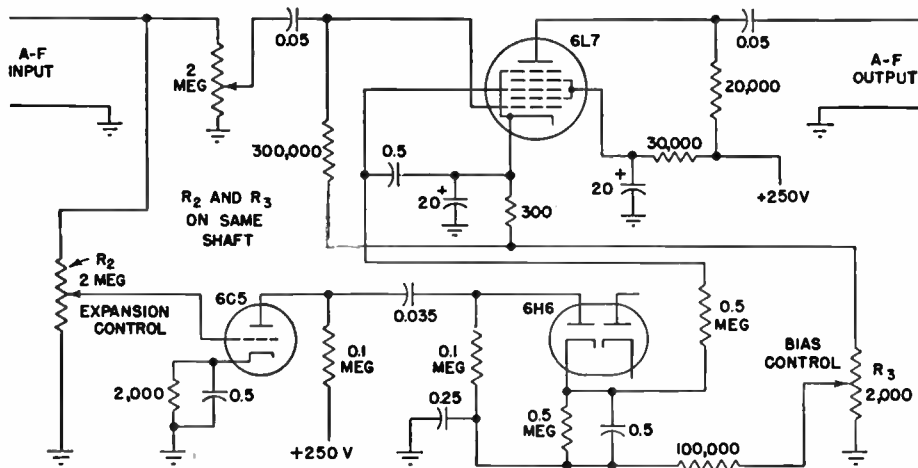 A-F
INPUT
2
MEG
0.05
6L7
0.05
A-F
OUTPUT
20,000
300,000
0.5
20
+
300
30,000
20
+
+250V
R2 AND R3
ON SAME
SHAFT
R2
2 MEG
EXPANSION
CONTROL
6C5
0.035
6H6
0.5
MEG
BIAS
CONTROL
R3
2,000
2,000
0.5
0.1
MEG
+250 V
0.1
MEG
0.25
0.5
MEG
0.5
100,000